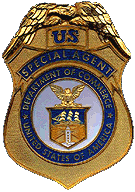 US
SPECIAL AGENT
DEPARTMENT OF COMMERCE
UNITED STATES OF AMERICA